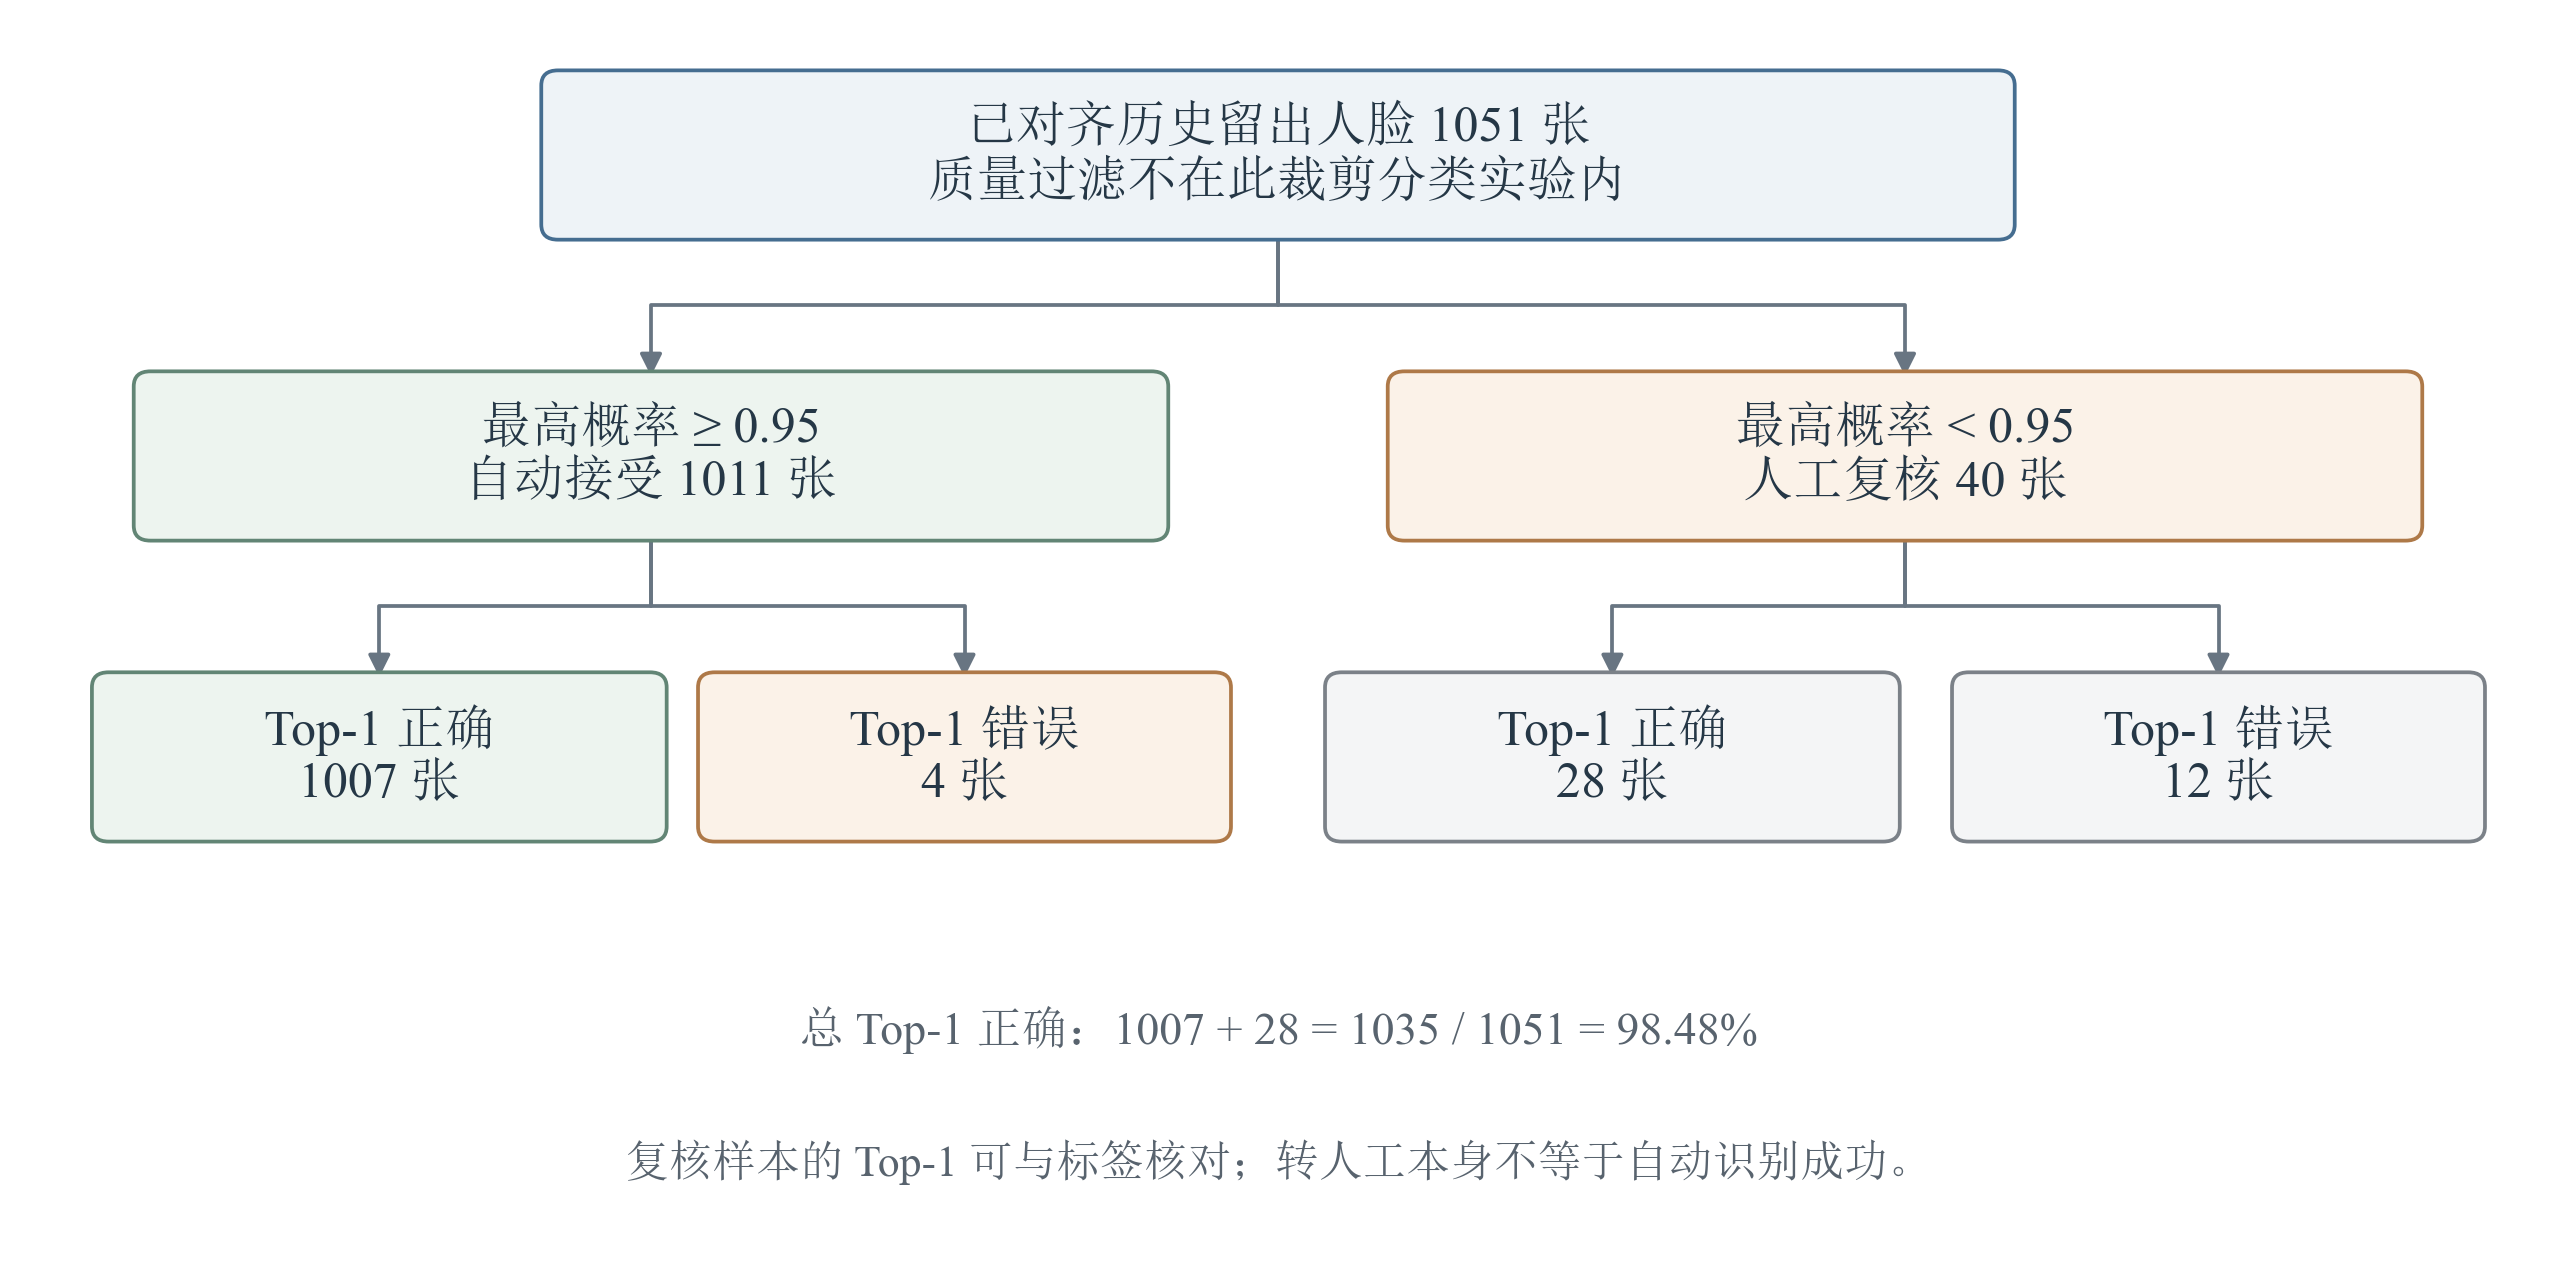 已对齐历史留出人脸 1051 张
质量过滤不在此裁剪分类实验内
最高概率 ≥ 0.95
自动接受 1011 张
最高概率 < 0.95
人工复核 40 张
Top-1 正确
1007 张
Top-1 错误
4 张
Top-1 正确
28 张
Top-1 错误
12 张
总 Top-1 正确：1007 + 28 = 1035 / 1051 = 98.48%
复核样本的 Top-1 可与标签核对；转人工本身不等于自动识别成功。